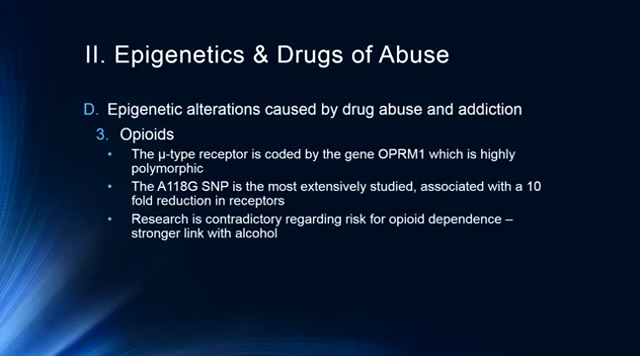 II. Epigenetics & Drugs of Abuse
D. Epigenetic alterations caused by drug abuse and addiction
3. Opioids
• The µ-type receptor is coded by the gene OPRM1 which is highly
polymorphic
• The A118G SNP is the most extensively studied, associated with a 10
fold reduction in receptors
• Research is contradictory regarding risk for opioid dependence –
stronger link with alcohol